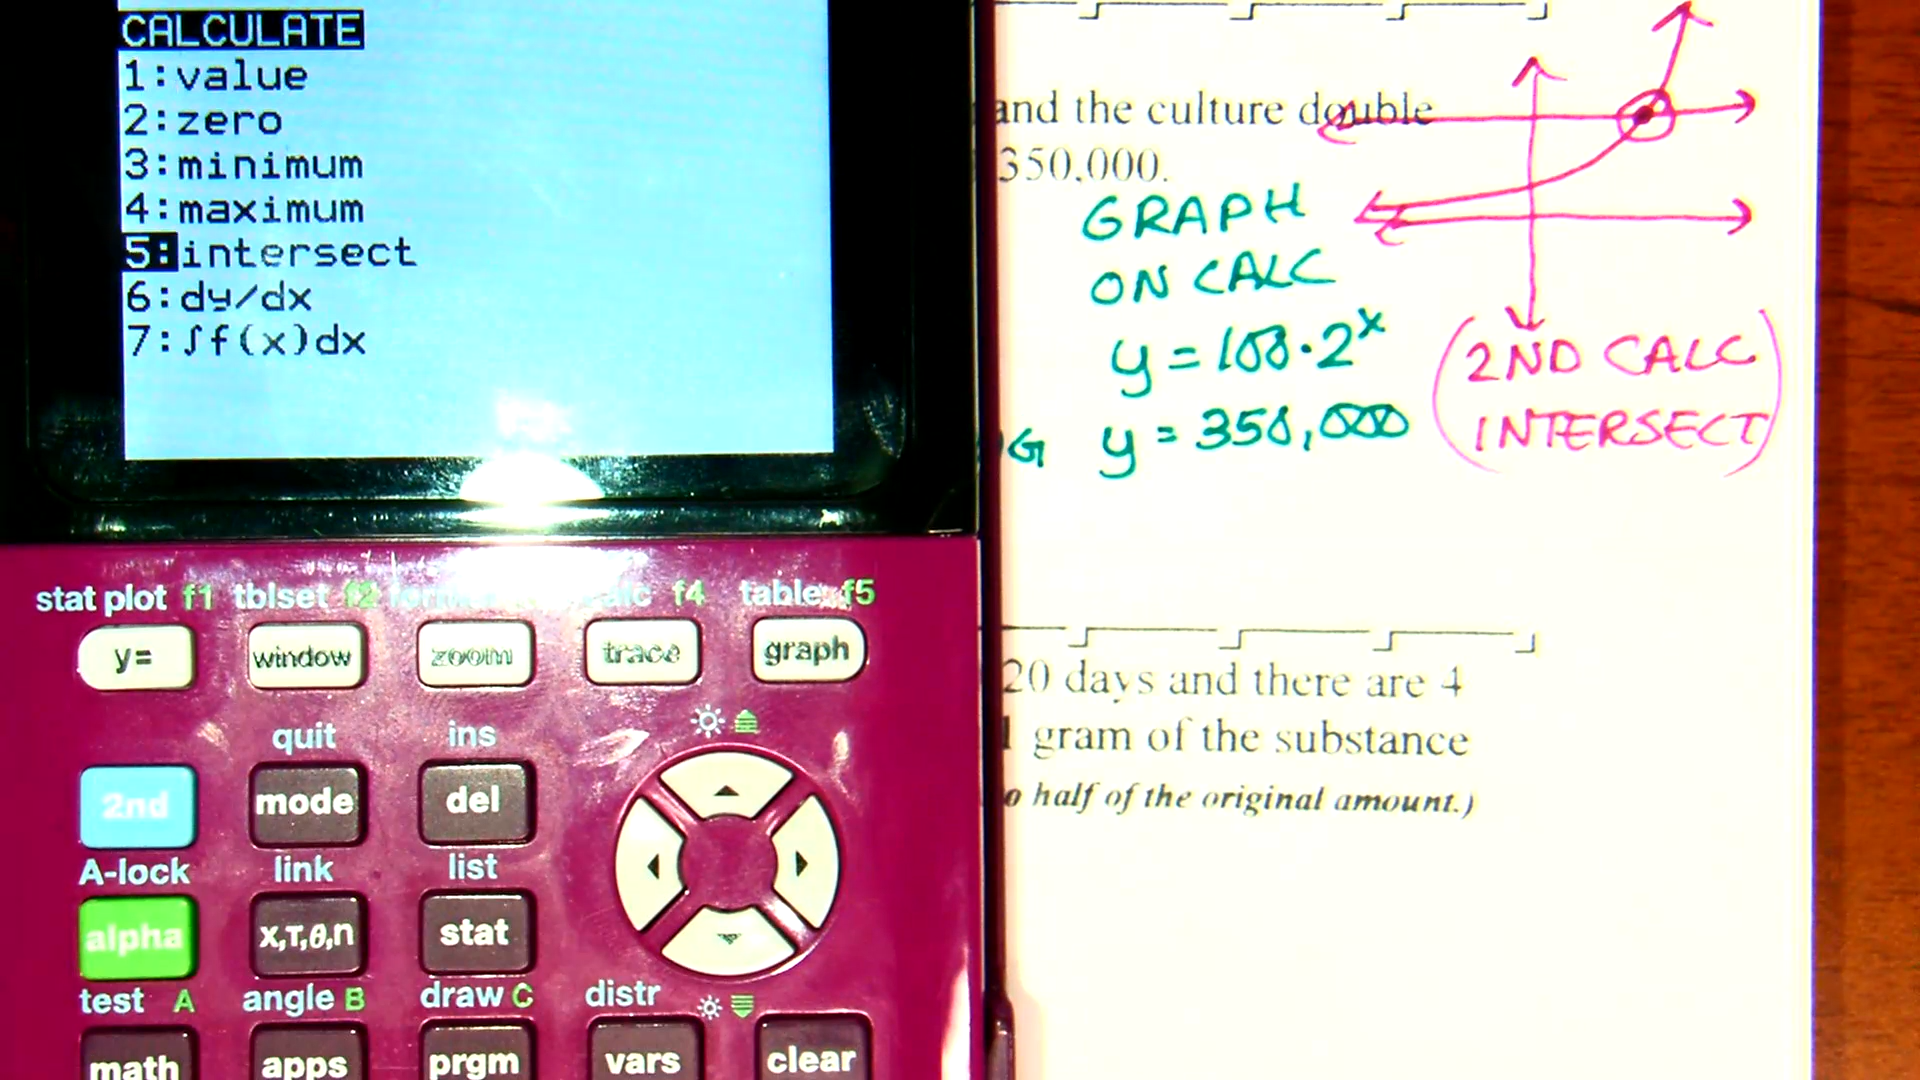 CALCULATE
1:value
2:zero
3:minimum
4:maximum
5:intersect
6:dy/dx
7:∫f(x)dx
and the culture double
350,000.
GRAPH
ON CALC
y = 100·2^x
G y = 350,000
(2ND CALC
INTERSECT)
20 days and there are 4
1 gram of the substance
o half of the original amount.)
stat plot f1 tblset f2 calc f4 table f5
y= window zoom trace graph
quit ins
2nd mode del
A-lock link list
alpha x,T,θ,n stat
test A angle B draw C distr
math apps prgm vars clear